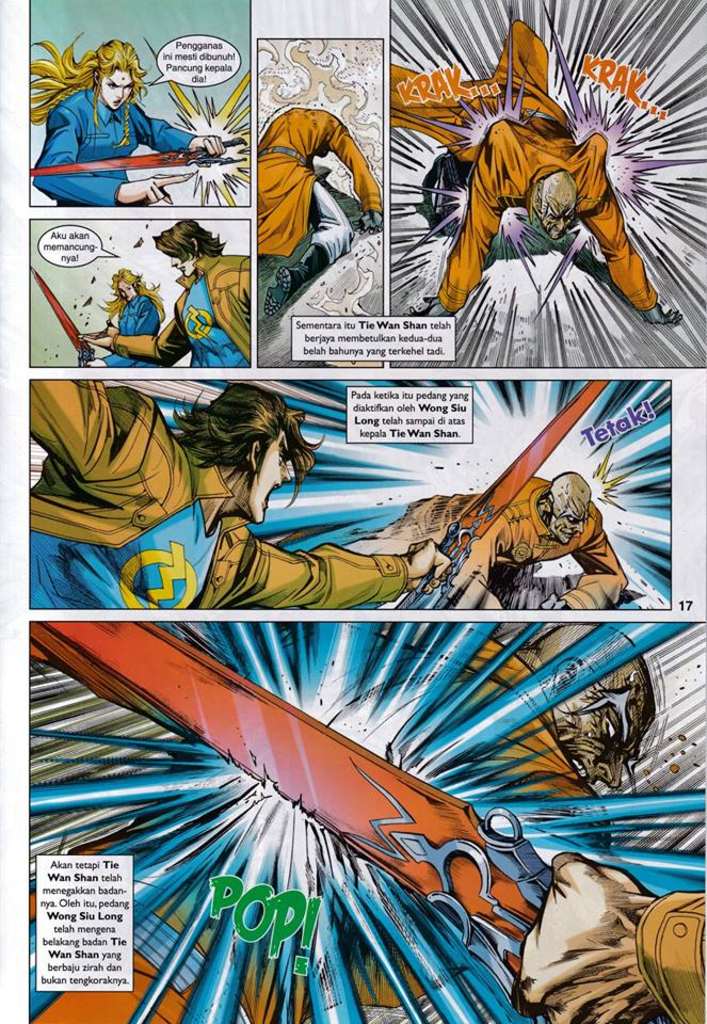 Pengganas
ini mesti dibunuh!
Pancung kepala
dia!
KRAK...
KRAK...
Aku akan
memancung-
nya!
Sementara itu Tie Wan Shan telah
berjaya membetulkan kedua-dua
belah bahunya yang terkehel tadi.
Pada ketika itu pedang yang
diaktifkan oleh Wong Siu
Long telah sampai di atas
kepala Tie Wan Shan.
Tetak!
17
Akan tetapi Tie
Wan Shan telah
menegakkan badan-
nya. Oleh itu, pedang
Wong Siu Long
telah mengena
belakang badan Tie
Wan Shan yang
berbaju zirah dan
bukan tengkoraknya.
POP!